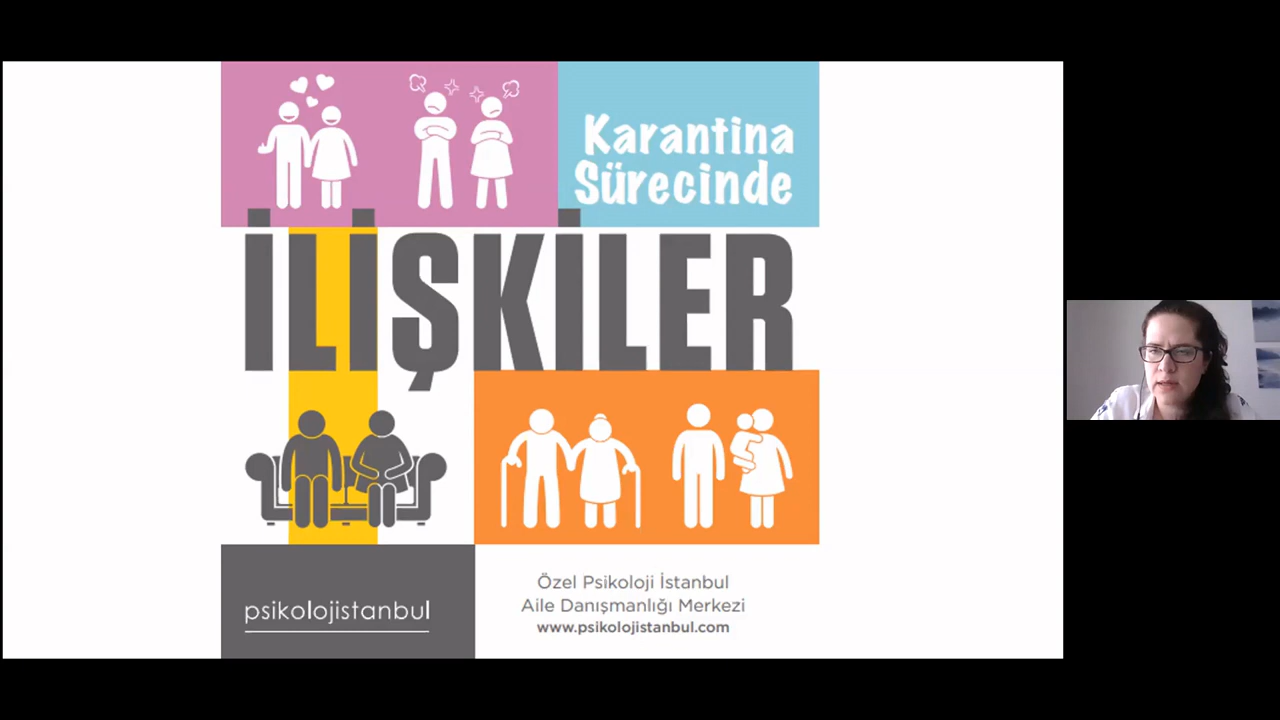 Karantina
Sürecinde
İLİŞKİLER
psikolojistanbul
Özel Psikoloji İstanbul
Aile Danışmanlığı Merkezi
www.psikolojistanbul.com